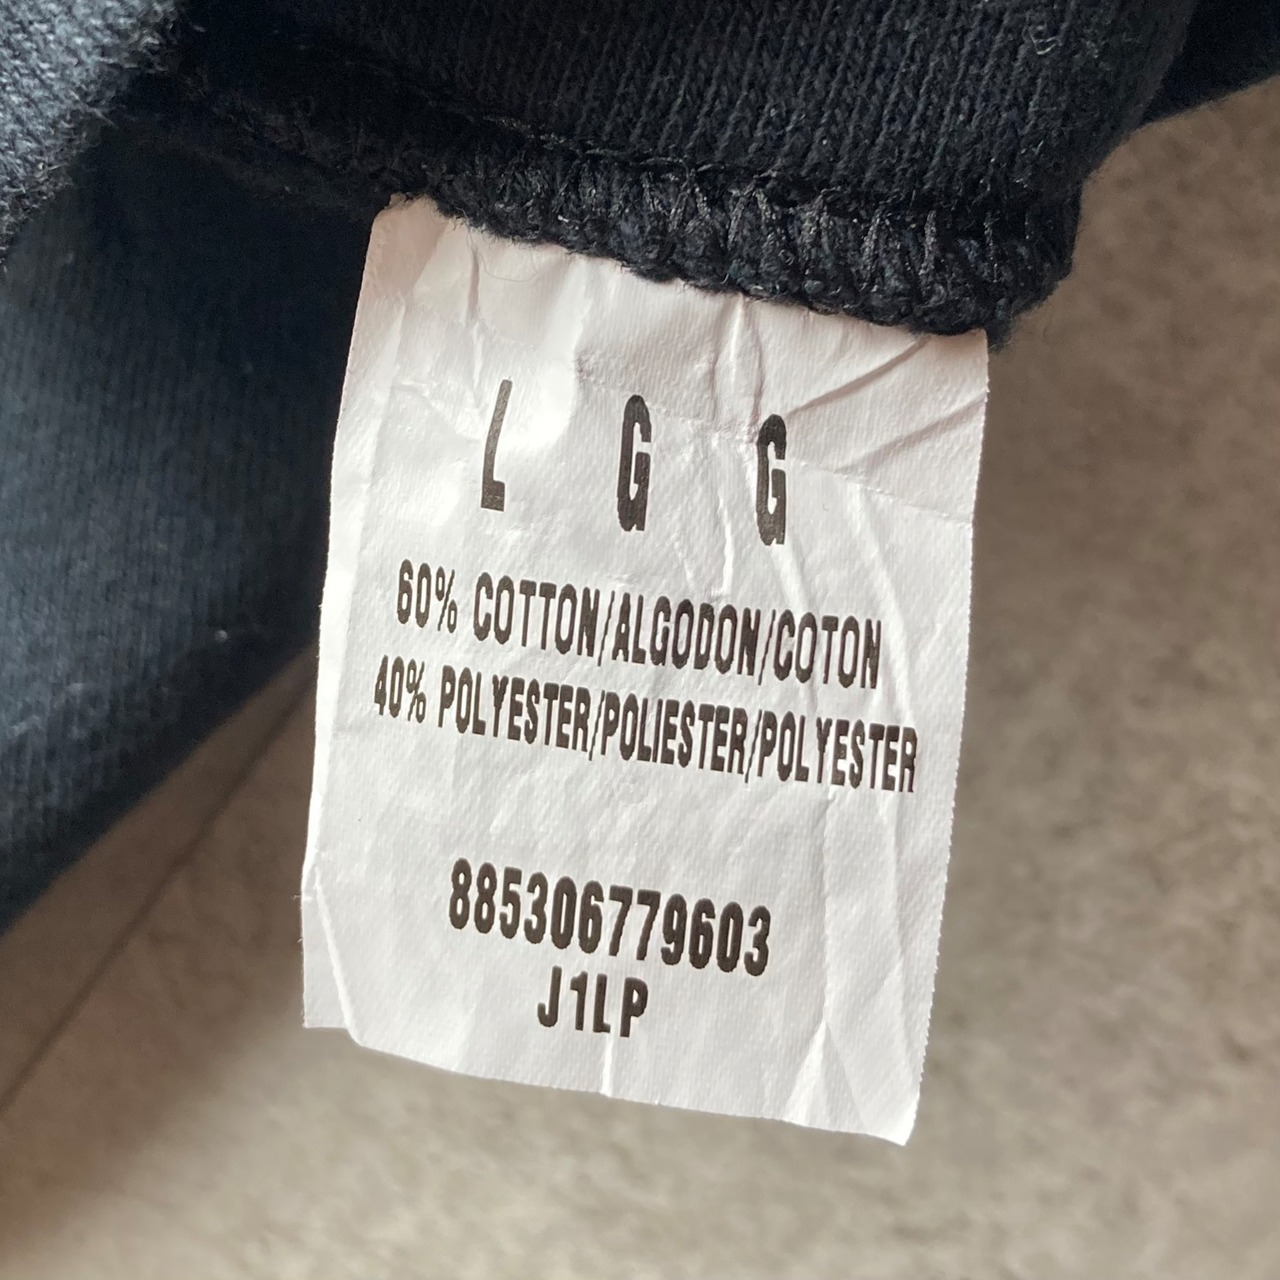 L G G
60% COTTON/ALGODON/COTON
40% POLYESTER/POLIESTER/POLYESTER
885306779603
J1LP